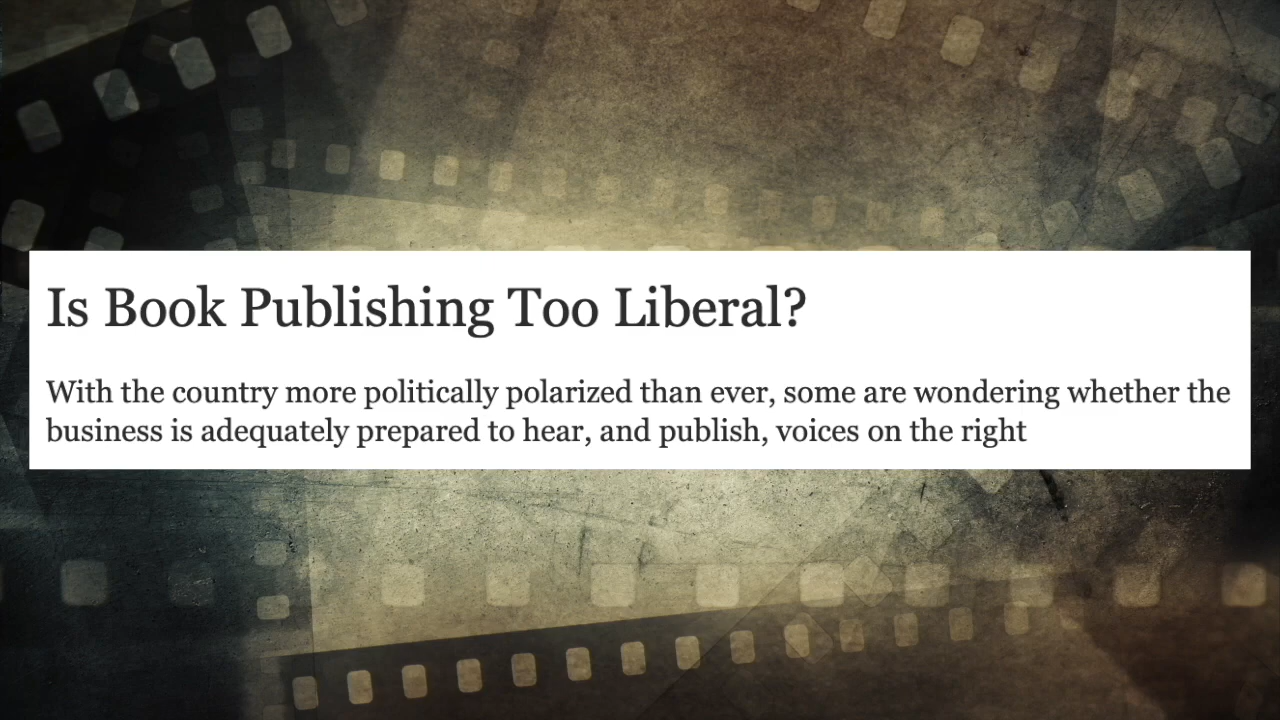 Is Book Publishing Too Liberal?
With the country more politically polarized than ever, some are wondering whether the
business is adequately prepared to hear, and publish, voices on the right